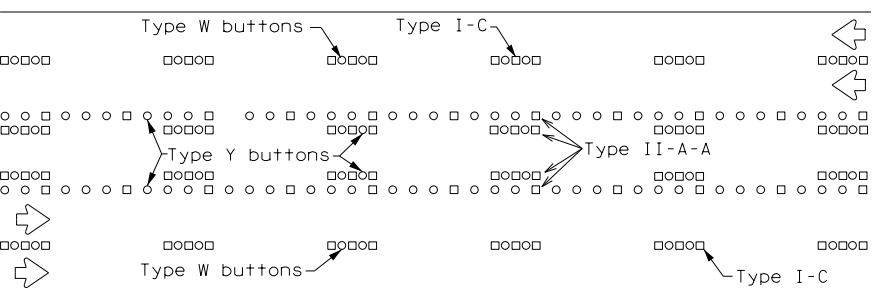 Type W buttons
Type I-C
Type Y buttons
Type II-A-A
Type W buttons
Type I-C